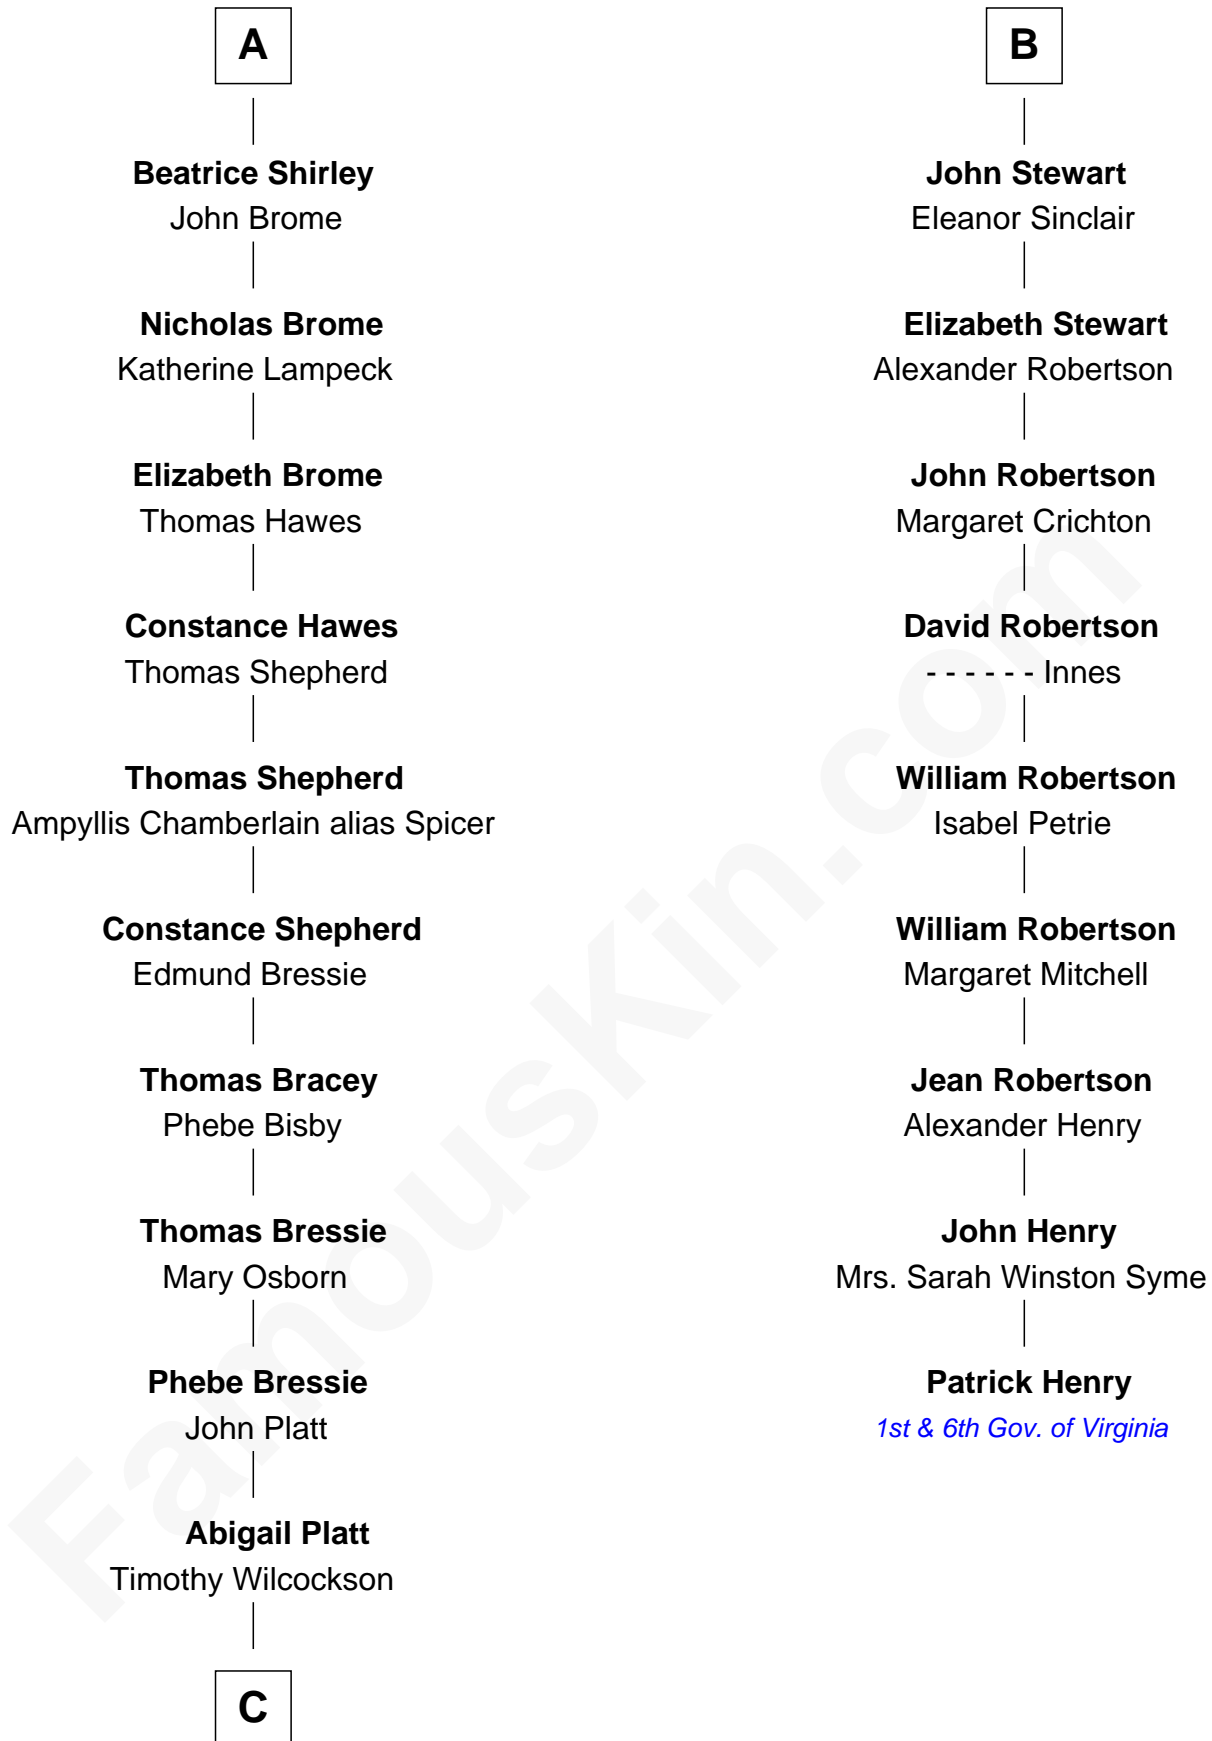 A
Beatrice Shirley
John Brome
Nicholas Brome
Katherine Lampeck
Elizabeth Brome
Thomas Hawes
Constance Hawes
Thomas Shepherd
Thomas Shepherd
Ampyllis Chamberlain alias Spicer
Constance Shepherd
Edmund Bressie
Thomas Bracey
Phebe Bisby
Thomas Bressie
Mary Osborn
Phebe Bressie
John Platt
Abigail Platt
Timothy Wilcockson
C
B
John Stewart
Eleanor Sinclair
Elizabeth Stewart
Alexander Robertson
John Robertson
Margaret Crichton
David Robertson
- - - - - - Innes
William Robertson
Isabel Petrie
William Robertson
Margaret Mitchell
Jean Robertson
Alexander Henry
John Henry
Mrs. Sarah Winston Syme
Patrick Henry
1st & 6th Gov. of Virginia
FamousKin.com